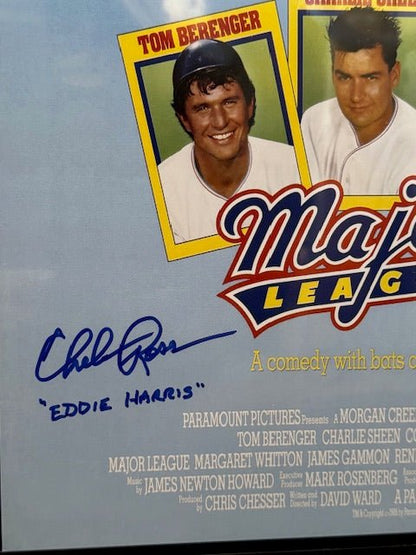 TOM BERENGER
Maj
LEAG
A comedy with bats
Chel. Ross
"EDDIE HARRIS"
PARAMOUNT PICTURES Presents A MORGAN CREE
TOM BERENGER CHARLIE SHEEN CO
MAJOR LEAGUE MARGARET WHITTON JAMES GAMMON REN
Music by JAMES NEWTON HOWARD Executive Producer MARK ROSENBERG
Produced by CHRIS CHESSER Written and Directed by DAVID WARD A PA